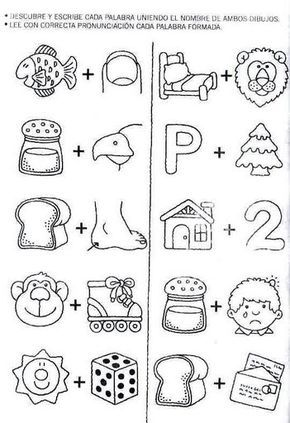 * DESCUBRE Y ESCRIBE CADA PALABRA UNIENDO EL NOMBRE DE AMBOS DIBUJOS.
* LEE CON CORRECTA PRONUNCIACIÓN CADA PALABRA FORMADA.
+ +
+ P +
+ + 2
+ +
+ +